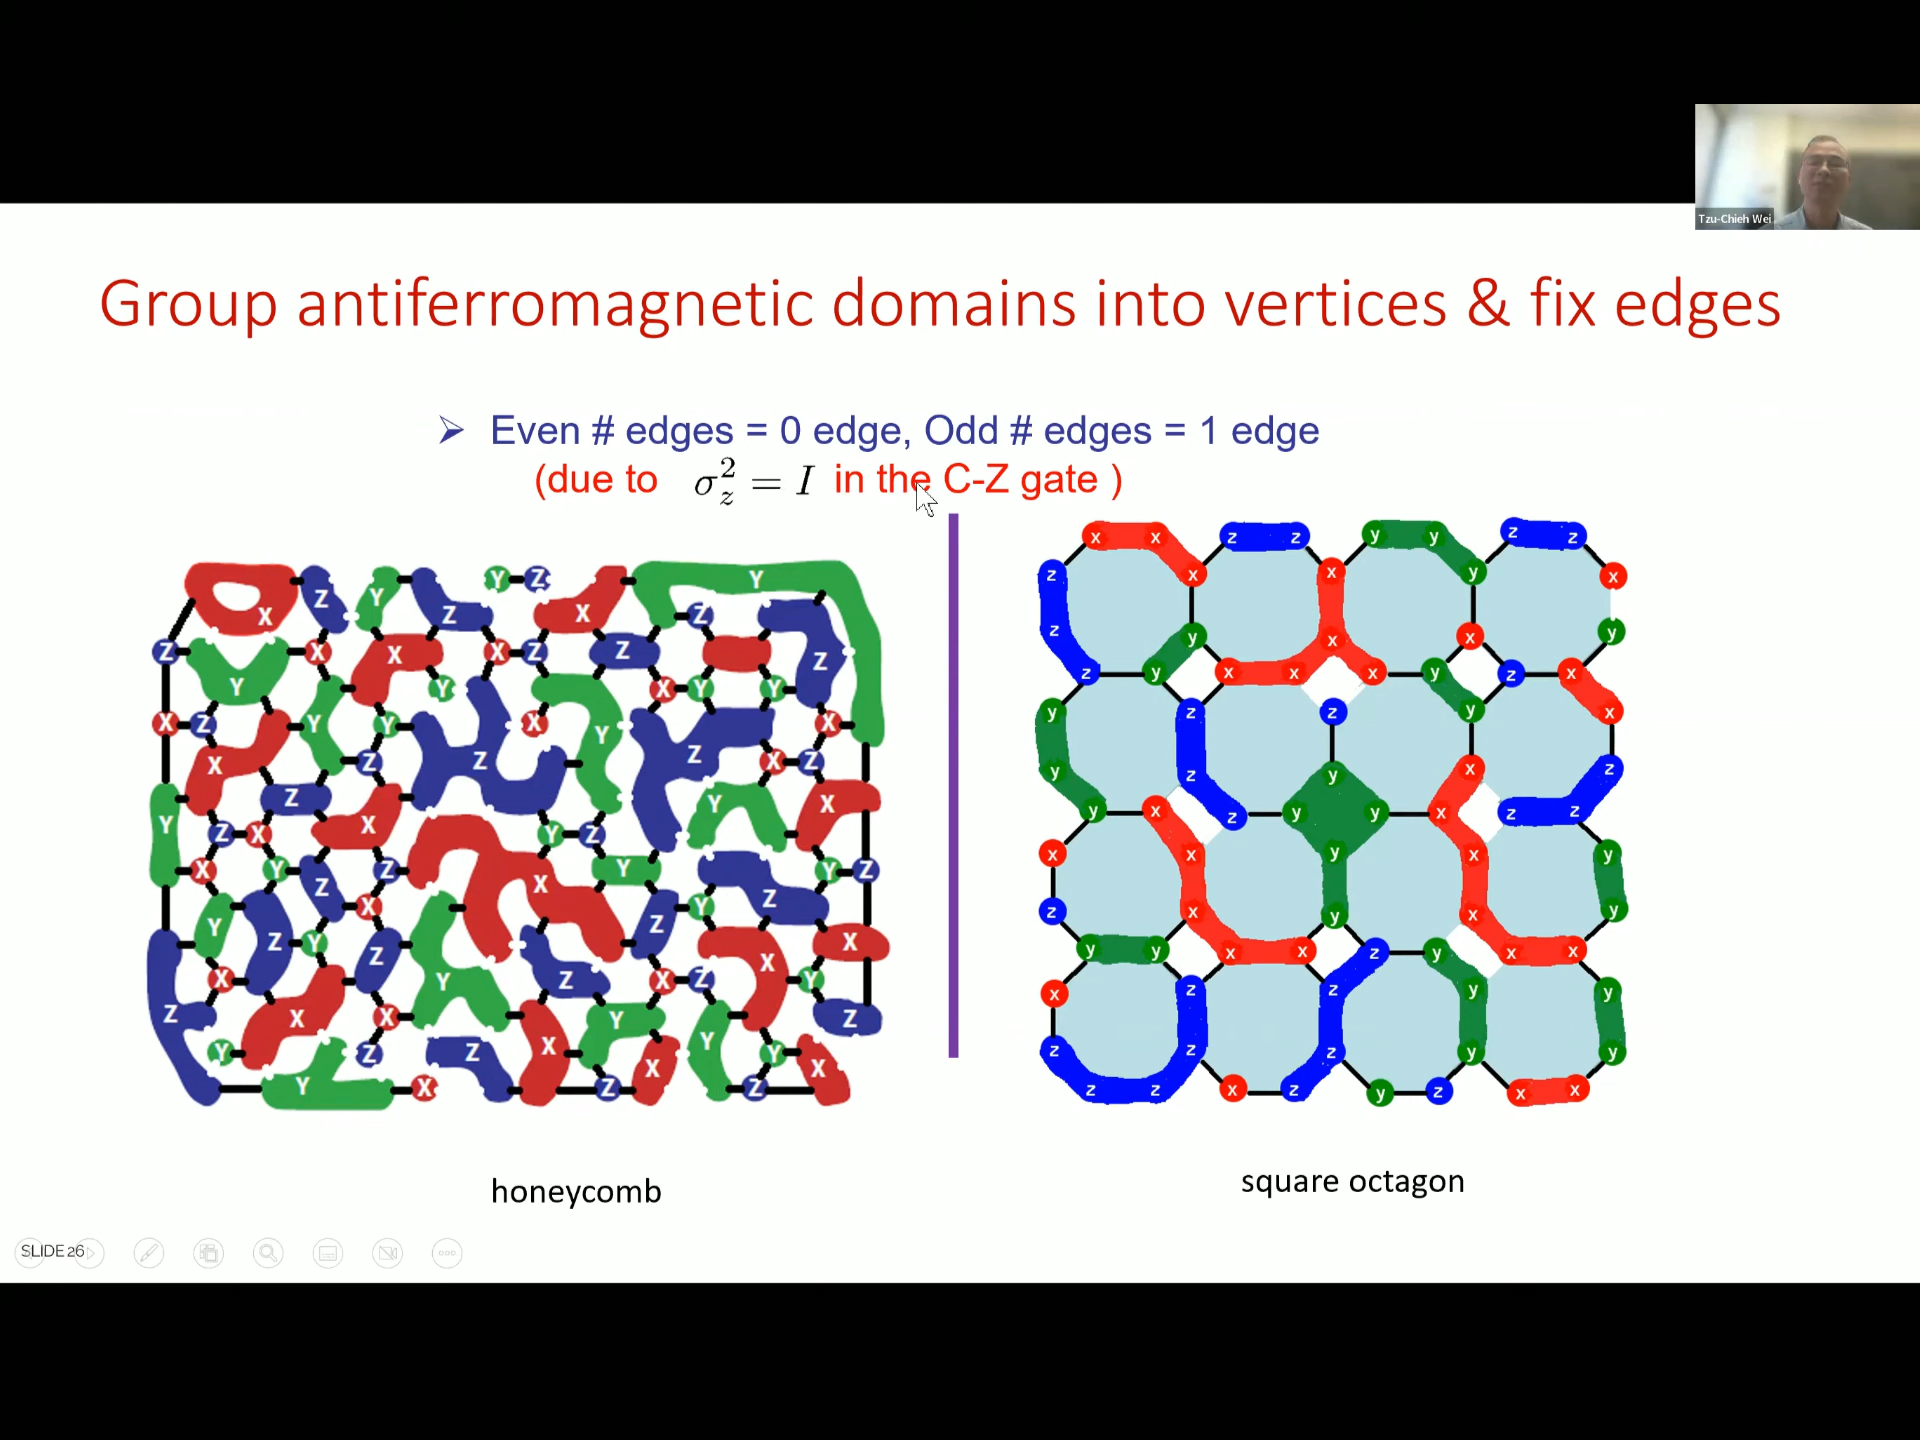 Tzu-Chieh Wei
Group antiferromagnetic domains into vertices & fix edges
➢ Even # edges = 0 edge, Odd # edges = 1 edge
(due to σ_z^2 = I in the C-Z gate )
Y Z Y
X Z Y Z X Z
Z X X X Z Z Z
Y Y X Y Y
X Z Y Y X Y X
X Z Z Z X Z
Z Y X
Y Z X X Y Z
X Y Z Z X Y Y Z
Y Z Y X Z Y Z X
X Z Y Z X Z X Y
Z X X Y Z
Y Z Z X Y X Y X
Y X Z Z
x x z z y y z z
z x x y x
z y x x y
z y x x x y z x
y z z y x
y z y x z
y x z y y x z z
x x y x y
z x y x y
y y x x z y x x
x z z y y
z z z y y
z z x z y z x x
honeycomb
square octagon
SLIDE 26